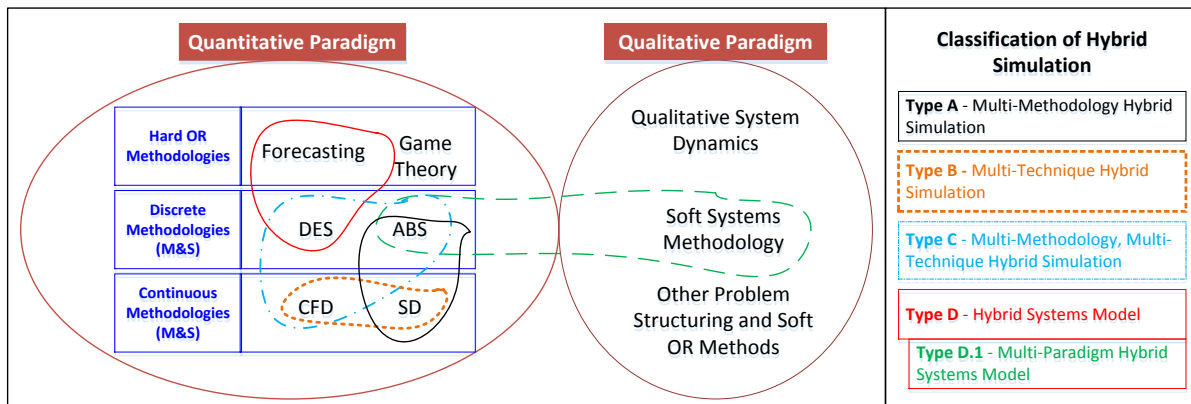 Quantitative Paradigm
Qualitative Paradigm
Hard OR
Methodologies
Forecasting
Game
Theory
Discrete
Methodologies
(M&S)
DES
ABS
Continuous
Methodologies
(M&S)
CFD
SD
Qualitative System
Dynamics
Soft Systems
Methodology
Other Problem
Structuring and Soft
OR Methods
Classification of Hybrid
Simulation
Type A - Multi-Methodology Hybrid
Simulation
Type B - Multi-Technique Hybrid
Simulation
Type C - Multi-Methodology, Multi-
Technique Hybrid Simulation
Type D - Hybrid Systems Model
Type D.1 - Multi-Paradigm Hybrid
Systems Model